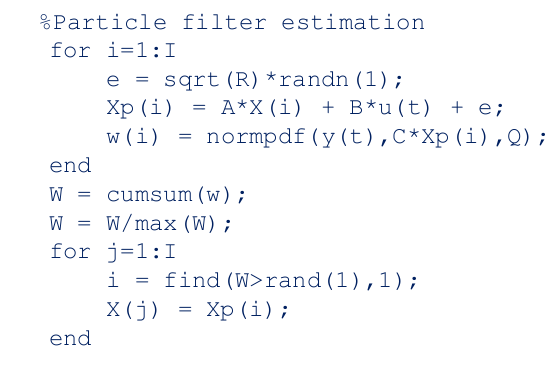 %Particle filter estimation
for i=1:I
    e = sqrt(R)*randn(1);
    Xp(i) = A*X(i) + B*u(t) + e;
    w(i) = normpdf(y(t),C*Xp(i),Q);
end
W = cumsum(w);
W = W/max(W);
for j=1:I
    i = find(W>rand(1),1);
    X(j) = Xp(i);
end